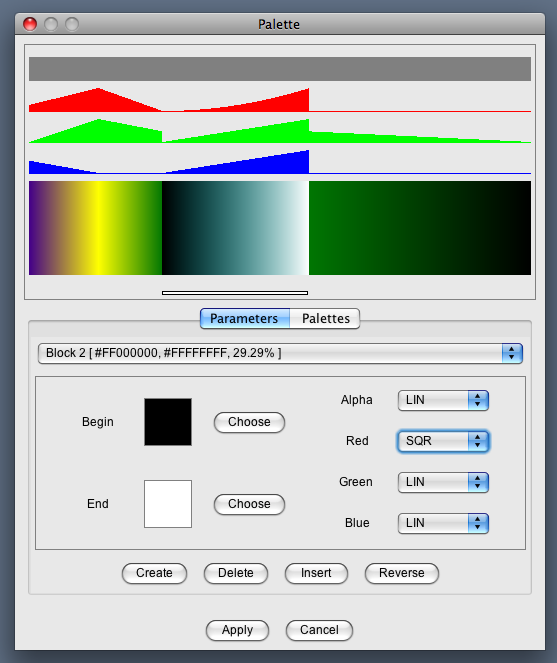 Palette
Parameters Palettes
Block 2 [ #FF000000, #FFFFFFFF, 29.29% ]
Begin Choose Alpha LIN
Red SQR
End Choose Green LIN
Blue LIN
Create Delete Insert Reverse
Apply Cancel